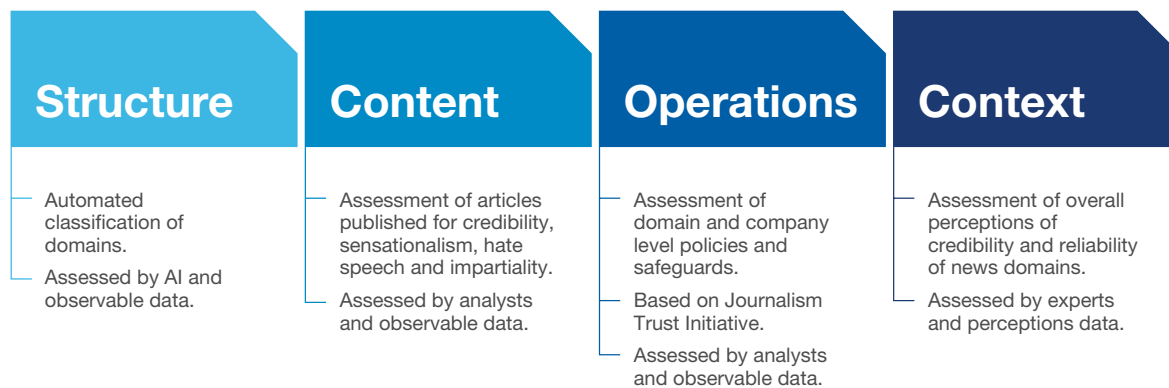 Structure
Automated
classification of
domains.
Assessed by AI and
observable data.
Content
Assessment of articles
published for credibility,
sensationalism, hate
speech and impartiality.
Assessed by analysts
and observable data.
Operations
Assessment of
domain and company
level policies and
safeguards.
Based on Journalism
Trust Initiative.
Assessed by analysts
and observable data.
Context
Assessment of overall
perceptions of
credibility and reliability
of news domains.
Assessed by experts
and perceptions data.